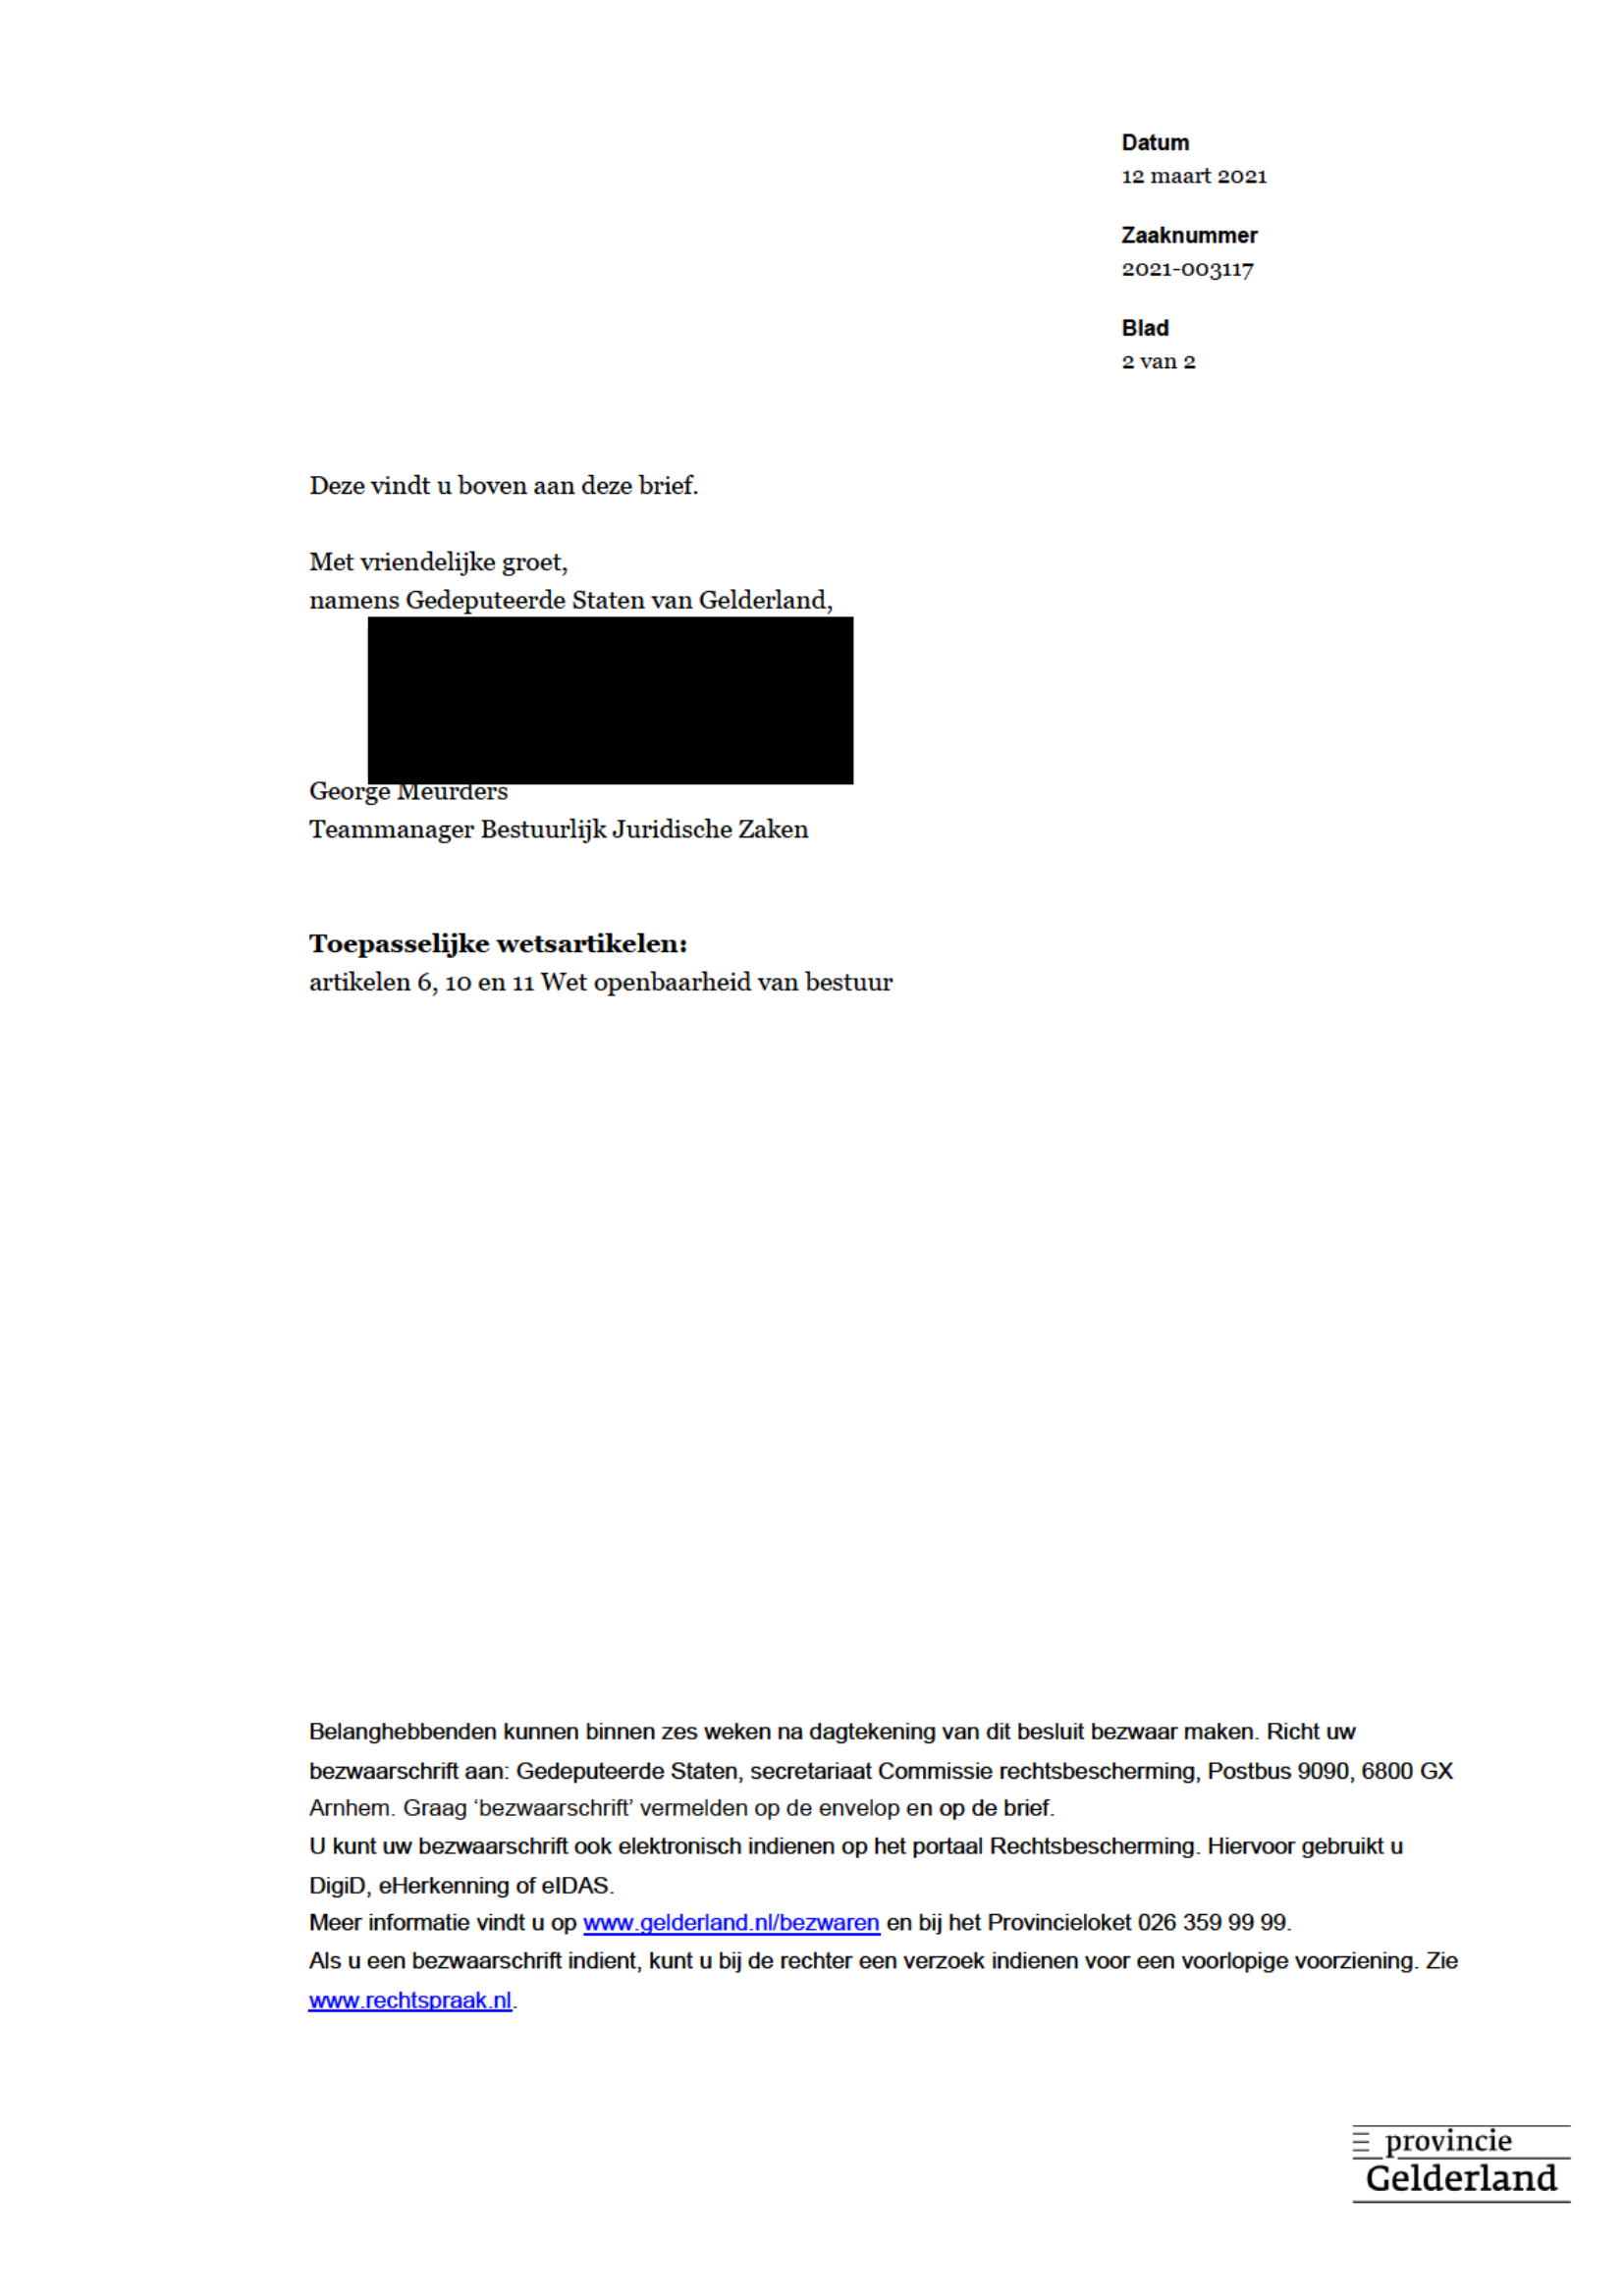 Datum
12 maart 2021
Zaaknummer
2021-003117
Blad
2 van 2
Deze vindt u boven aan deze brief.
Met vriendelijke groet,
namens Gedeputeerde Staten van Gelderland,
George Meurders
Teammanager Bestuurlijk Juridische Zaken
Toepasselijke wetsartikelen:
artikelen 6, 10 en 11 Wet openbaarheid van bestuur
Belanghebbenden kunnen binnen zes weken na dagtekening van dit besluit bezwaar maken. Richt uw
bezwaarschrift aan: Gedeputeerde Staten, secretariaat Commissie rechtsbescherming, Postbus 9090, 6800 GX
Arnhem. Graag ‘bezwaarschrift’ vermelden op de envelop en op de brief.
U kunt uw bezwaarschrift ook elektronisch indienen op het portaal Rechtsbescherming. Hiervoor gebruikt u
DigiD, eHerkenning of eIDAS.
Meer informatie vindt u op www.gelderland.nl/bezwaren en bij het Provincieloket 026 359 99 99.
Als u een bezwaarschrift indient, kunt u bij de rechter een verzoek indienen voor een voorlopige voorziening. Zie
www.rechtspraak.nl.
provincie
Gelderland